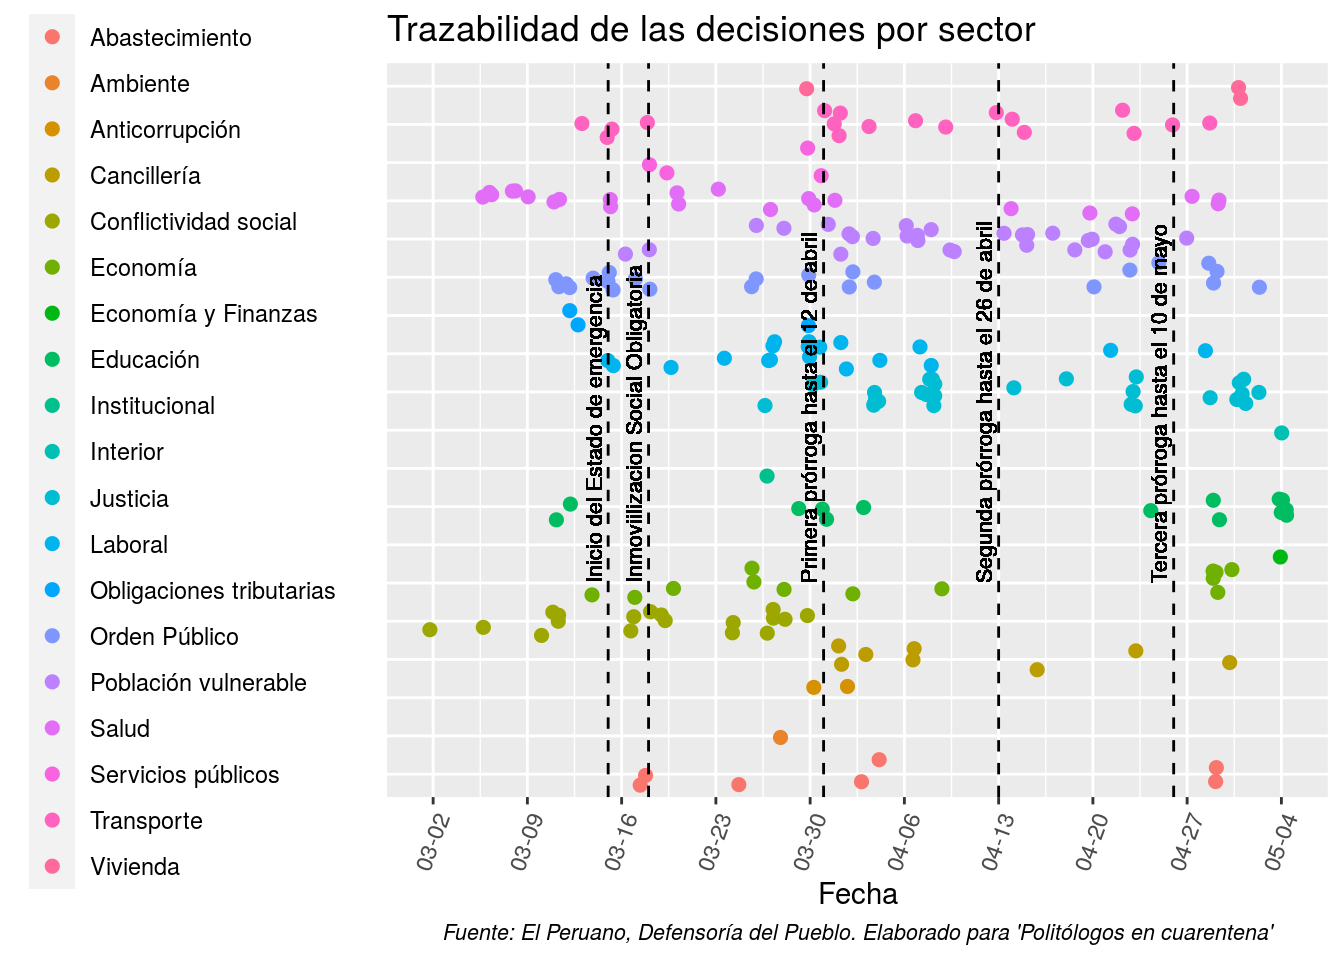 Trazabilidad de las decisiones por sector
Abastecimiento
Ambiente
Anticorrupción
Cancillería
Conflictividad social
Economía
Economía y Finanzas
Educación
Institucional
Interior
Justicia
Laboral
Obligaciones tributarias
Orden Público
Población vulnerable
Salud
Servicios públicos
Transporte
Vivienda
Inicio del Estado de emergencia
Inmoviilizacion Social Obligatoria
Primera prórroga hasta el 12 de abril
Segunda prórroga hasta el 26 de abril
Tercera prórroga hasta el 10 de mayo
03-02
03-09
03-16
03-23
03-30
04-06
04-13
04-20
04-27
05-04
Fecha
Fuente: El Peruano, Defensoría del Pueblo. Elaborado para 'Politólogos en cuarentena'